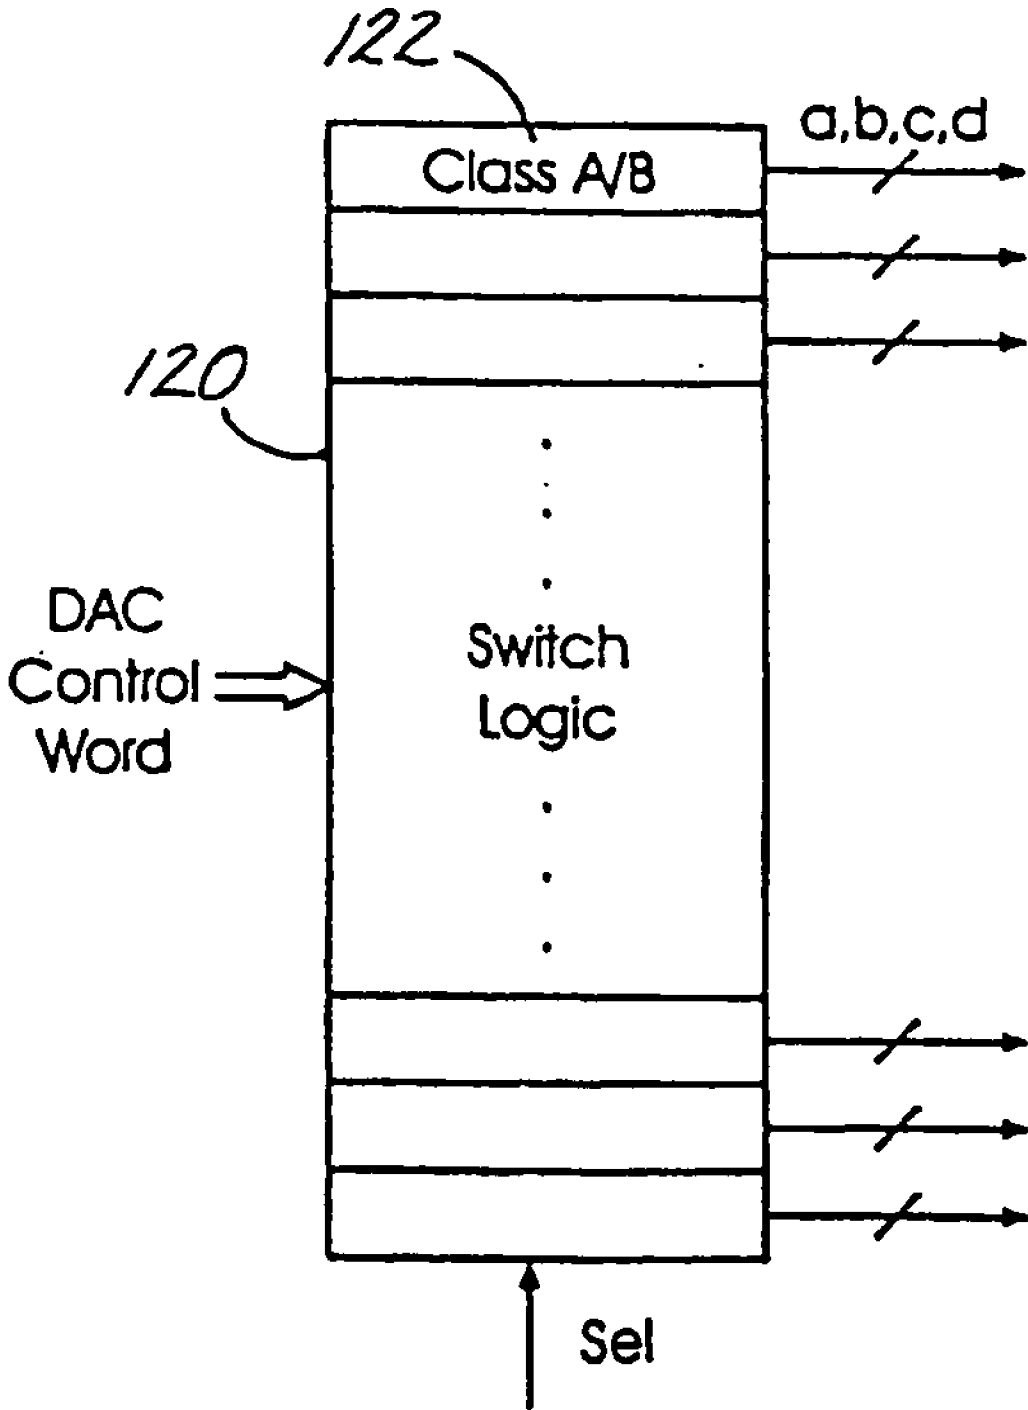 122
a,b,c,d
Class A/B
120
DAC
Control
Word
Switch
Logic
Sel